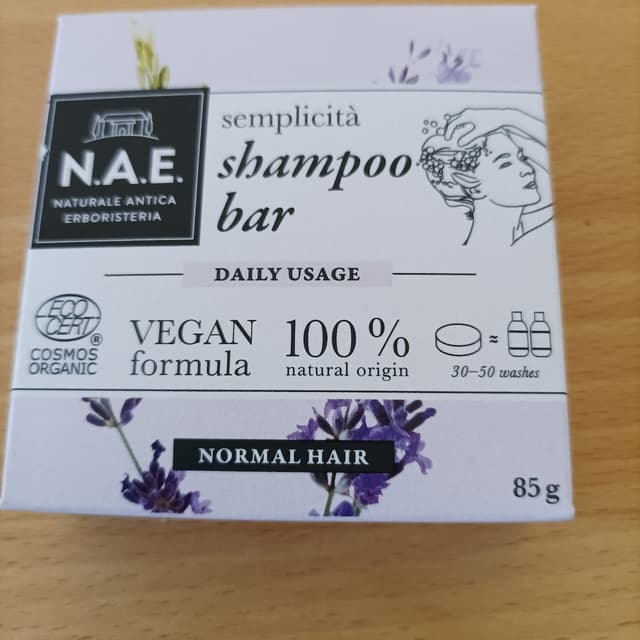 semplicità
shampoo
bar
N.A.E.
NATURALE ANTICA
ERBORISTERIA
DAILY USAGE
ECO
CERT
®
COSMOS
ORGANIC
VEGAN
formula
100 %
natural origin
≈
30–50 washes
NORMAL HAIR
85 g